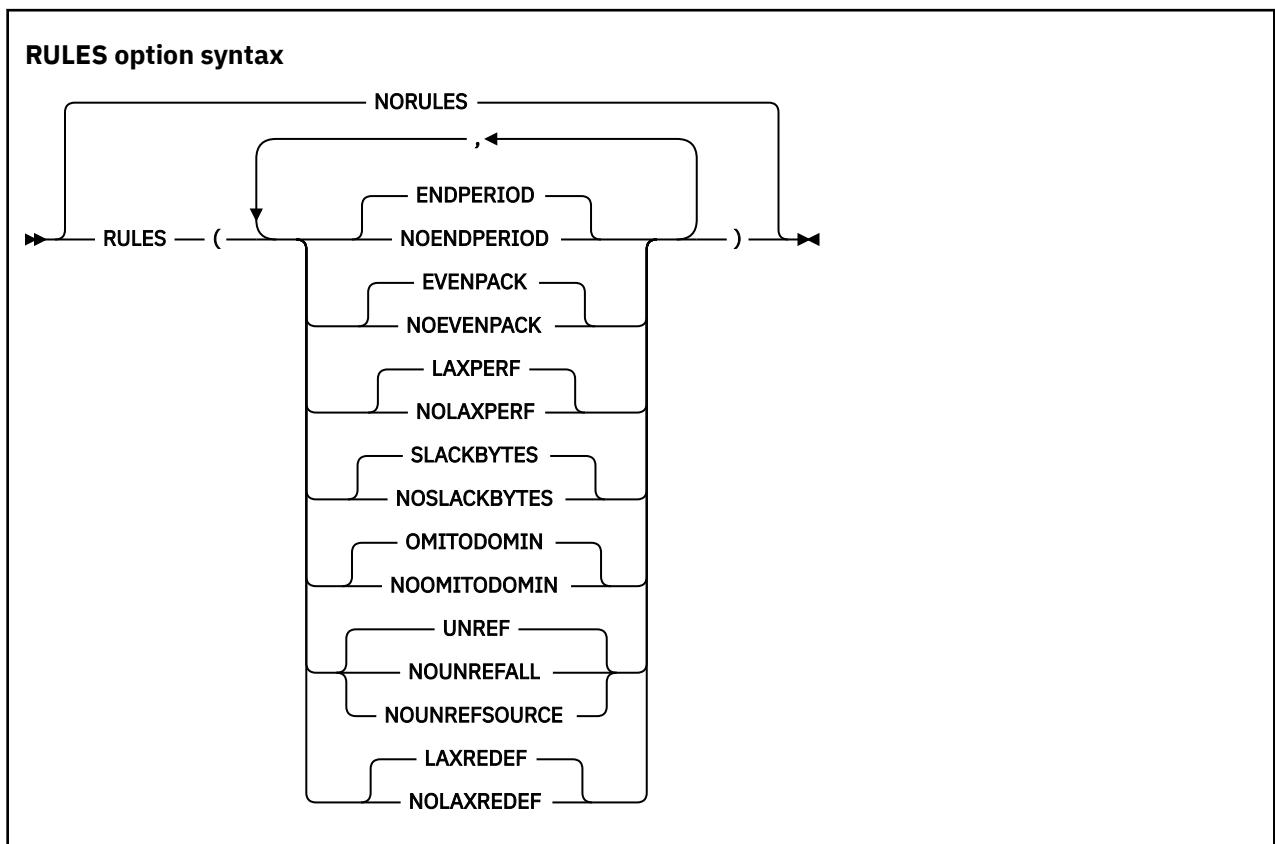 RULES option syntax
NORULES
,
ENDPERIOD
RULES ( NOENDPERIOD )
EVENPACK
NOEVENPACK
LAXPERF
NOLAXPERF
SLACKBYTES
NOSLACKBYTES
OMITODOMIN
NOOMITODOMIN
UNREF
NOUNREFALL
NOUNREFSOURCE
LAXREDEF
NOLAXREDEF